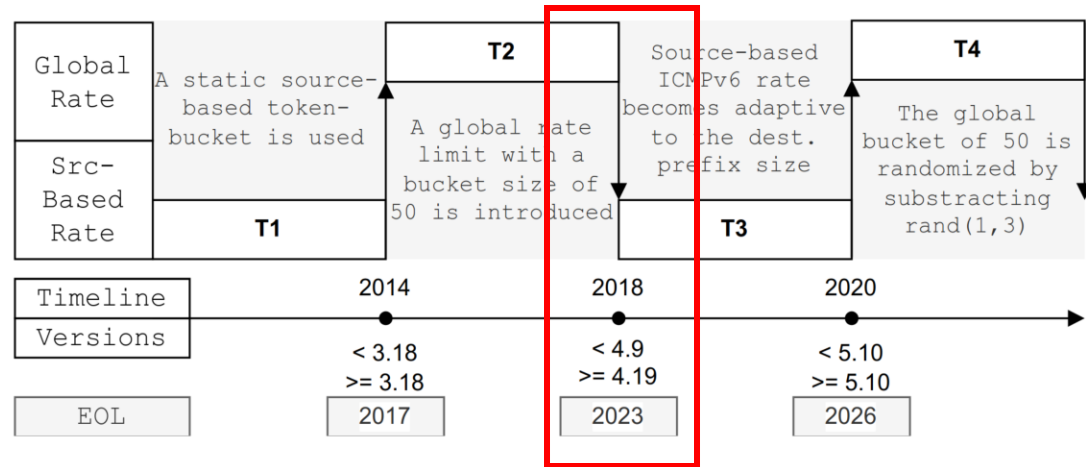 Global
Rate
Src-
Based
Rate
A static source-
based token-
bucket is used
T1
T2
A global rate
limit with a
bucket size of
50 is introduced
Source-based
ICMPv6 rate
becomes adaptive
to the dest.
prefix size
T3
T4
The global
bucket of 50 is
randomized by
substracting
rand(1,3)
Timeline
Versions
2014
2018
2020
< 3.18
>= 3.18
< 4.9
>= 4.19
< 5.10
>= 5.10
EOL
2017
2023
2026